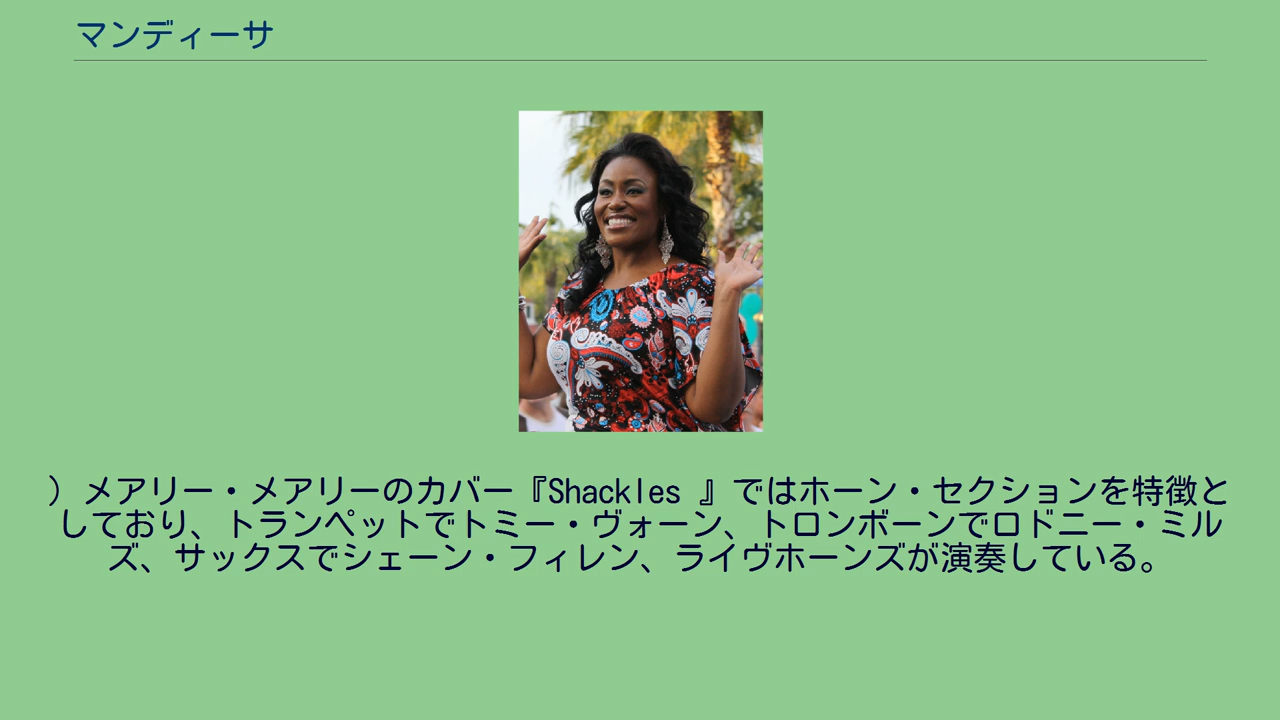 マンディーサ
）メアリー・メアリーのカバー『Shackles 』ではホーン・セクションを特徴と
しており、トランペットでトミー・ヴォーン、トロンボーンでロドニー・ミル
ズ、サックスでシェーン・フィレン、ライヴホーンズが演奏している。